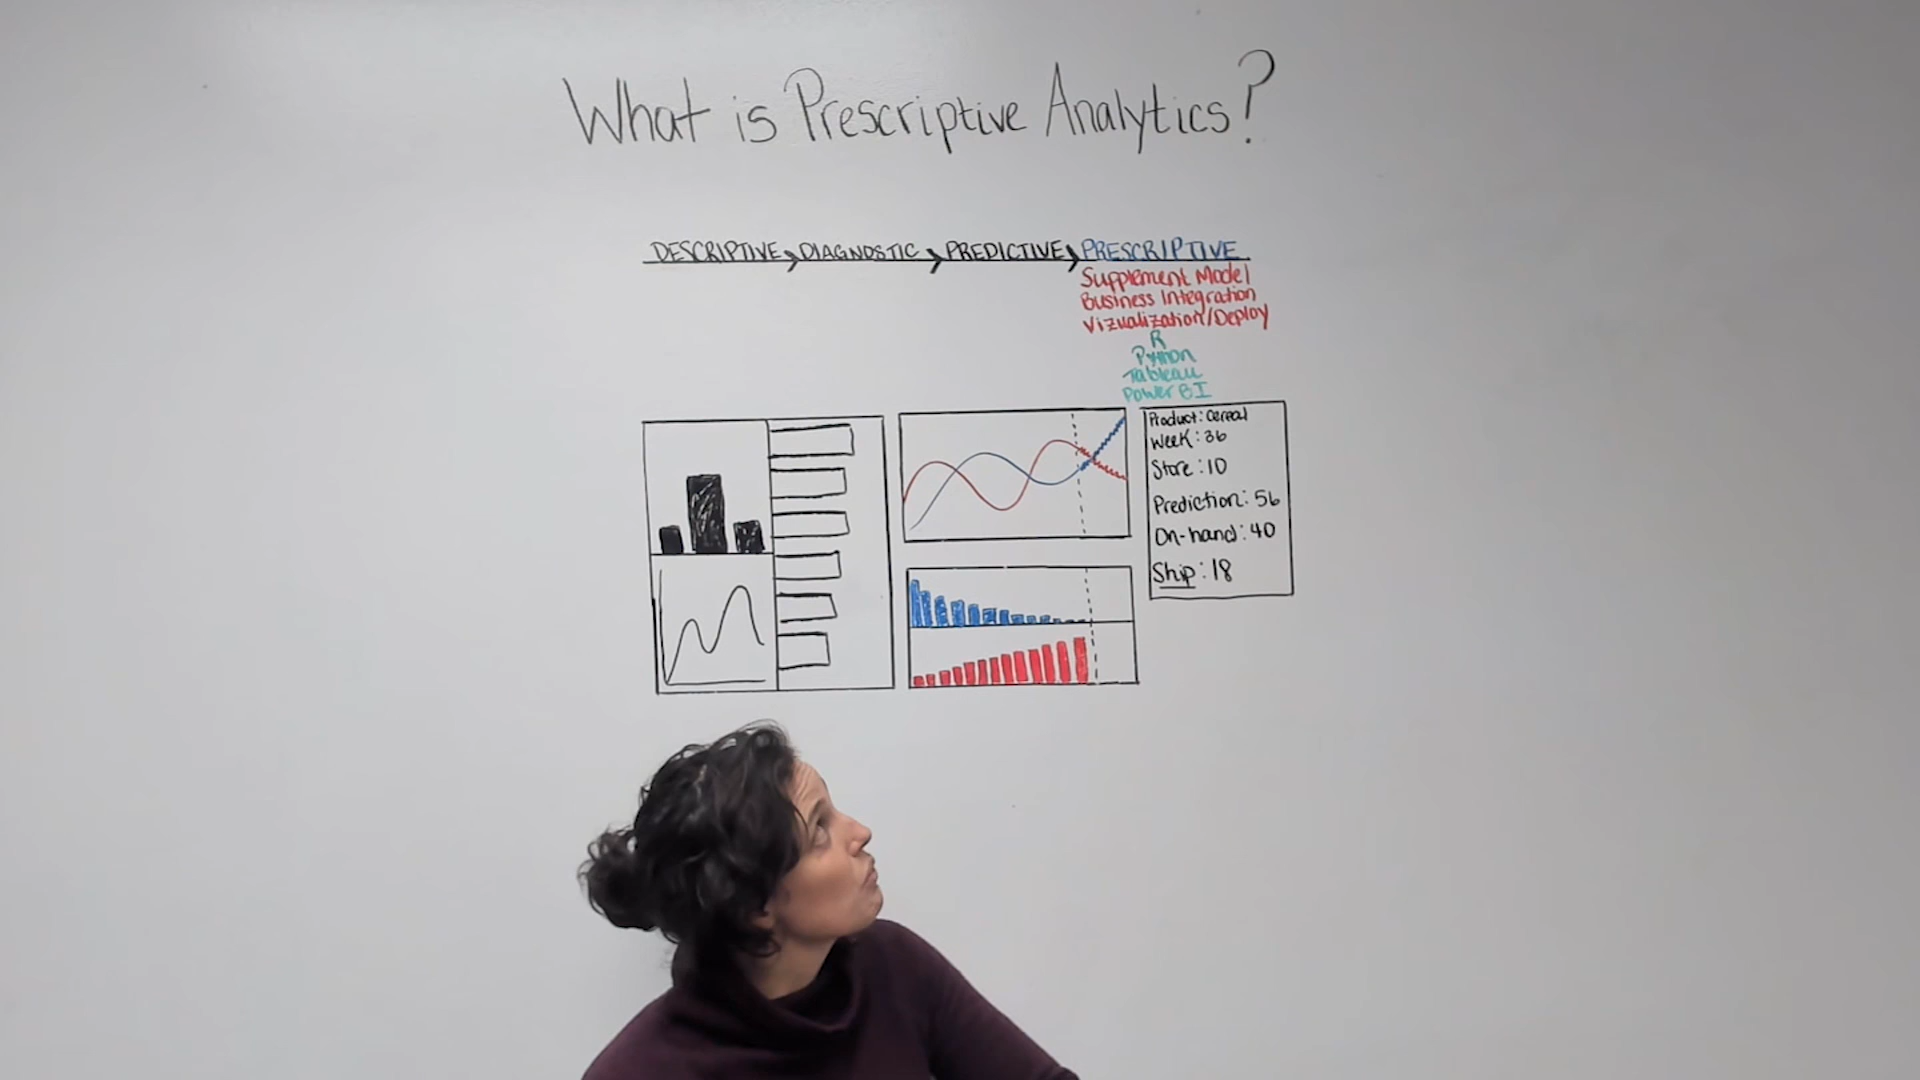 What is Prescriptive Analytics?
DESCRIPTIVE > DIAGNOSTIC > PREDICTIVE > PRESCRIPTIVE
Supplement Model
Business Integration
Vizualization/Deploy
R
Python
Tableau
Power BI
Product: Cereal
Week: 36
Store: 10
Prediction: 56
On-hand: 40
Ship: 18